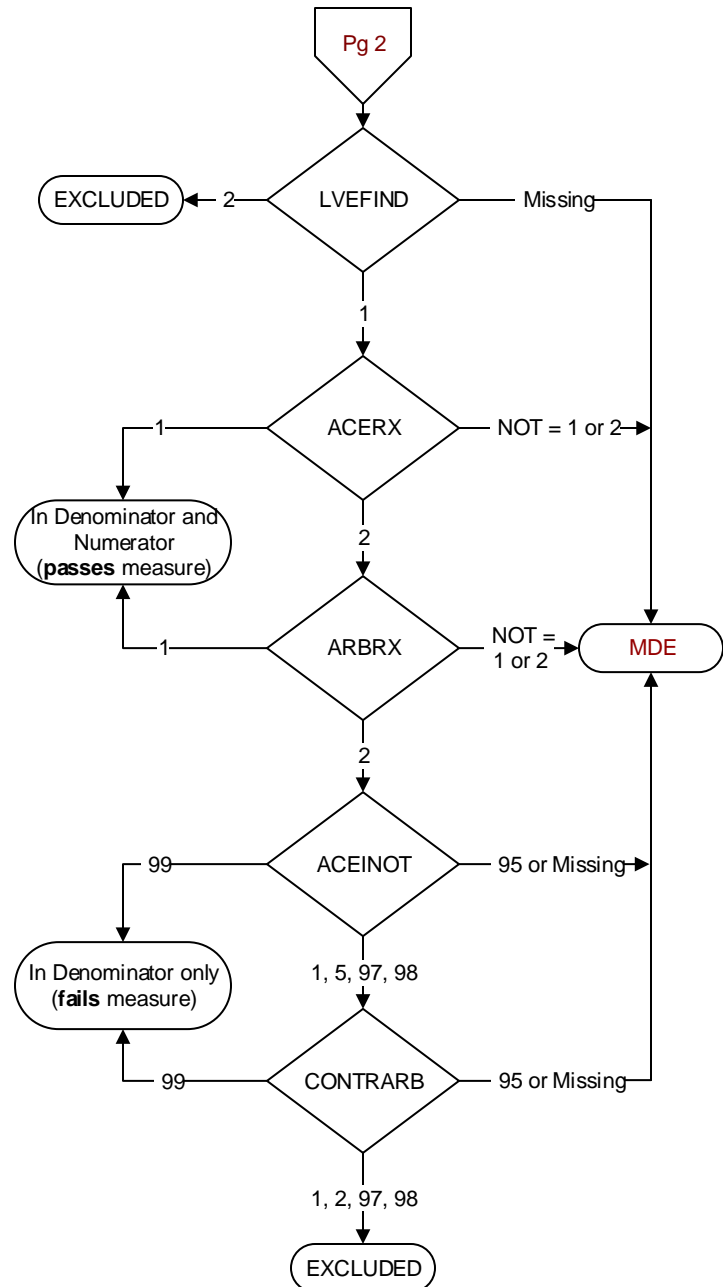 Pg 2
EXCLUDED
2
LVEFIND
Missing
1
1
ACERX
NOT = 1 or 2
In Denominator and
Numerator
(passes measure)
2
1
ARBRX
NOT =
1 or 2
MDE
2
99
ACEINOT
95 or Missing
In Denominator only
(fails measure)
1, 5, 97, 98
99
CONTRARB
95 or Missing
1, 2, 97, 98
EXCLUDED